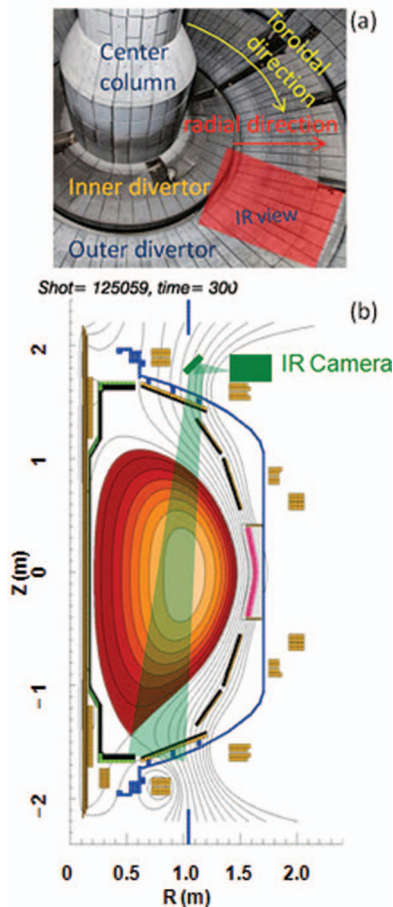 (a)
Center
column
Toroidal
direction
radial direction
Inner divertor
IR view
Outer divertor
Shot= 125059, time= 300
(b)
IR Camera
2
1
0
−1
−2
Z(m)
0 0.5 1.0 1.5 2.0
R (m)